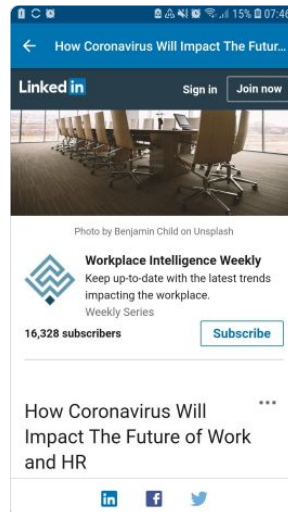 15% 07:46
How Coronavirus Will Impact The Futur...
Linked in Sign in Join now
Photo by Benjamin Child on Unsplash
Workplace Intelligence Weekly
Keep up-to-date with the latest trends
impacting the workplace.
Weekly Series
16,328 subscribers Subscribe
How Coronavirus Will
Impact The Future of Work
and HR
in f